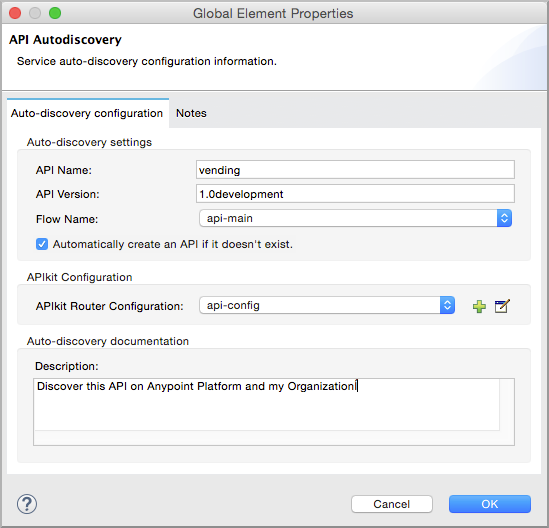 Global Element Properties
API Autodiscovery
Service auto-discovery configuration information.
Auto-discovery configuration Notes
Auto-discovery settings
API Name: vending
API Version: 1.0development
Flow Name: api-main
Automatically create an API if it doesn't exist.
APIkit Configuration
APIkit Router Configuration: api-config
Auto-discovery documentation
Description:
Discover this API on Anypoint Platform and my Organization
? Cancel OK